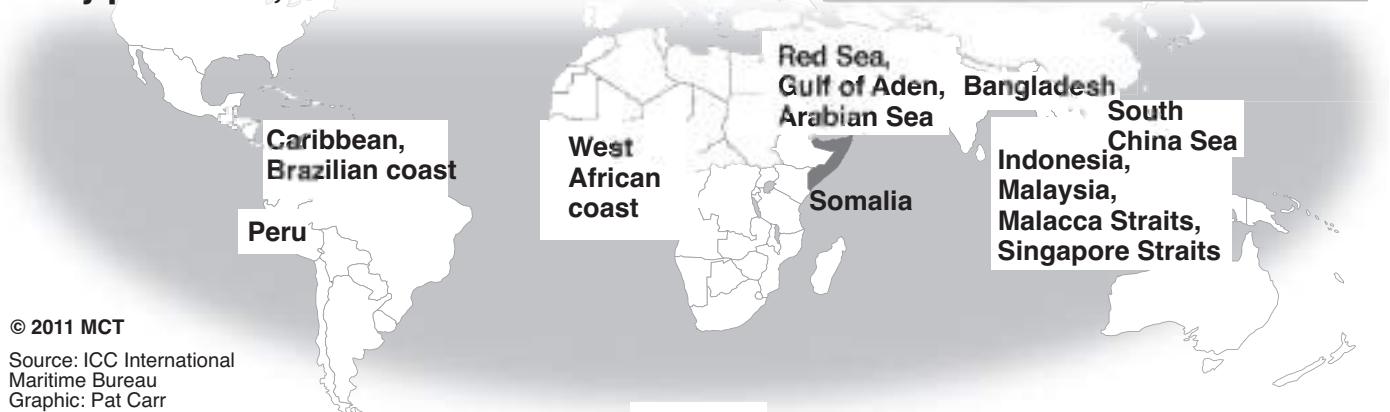 Caribbean,
Brazilian coast
Peru
West
African
coast
Red Sea,
Gulf of Aden,
Arabian Sea
Somalia
Bangladesh
South
China Sea
Indonesia,
Malaysia,
Malacca Straits,
Singapore Straits
© 2011 MCT
Source: ICC International
Maritime Bureau
Graphic: Pat Carr